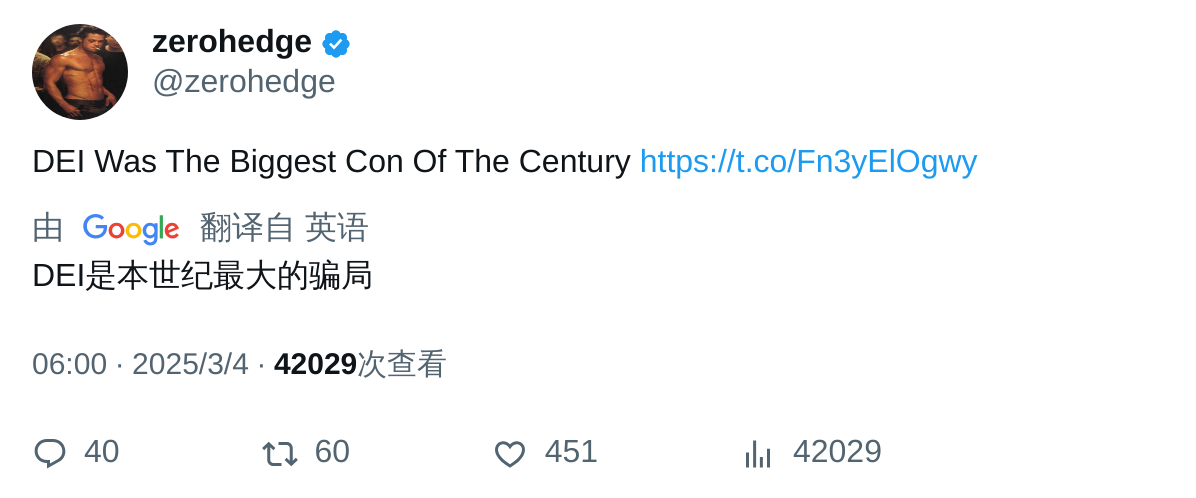 zerohedge
@zerohedge
DEI Was The Biggest Con Of The Century https://t.co/Fn3yElOgwy
由 Google 翻译自 英语
DEI是本世纪最大的骗局
06:00 · 2025/3/4 · 42029次查看
40 60 451 42029